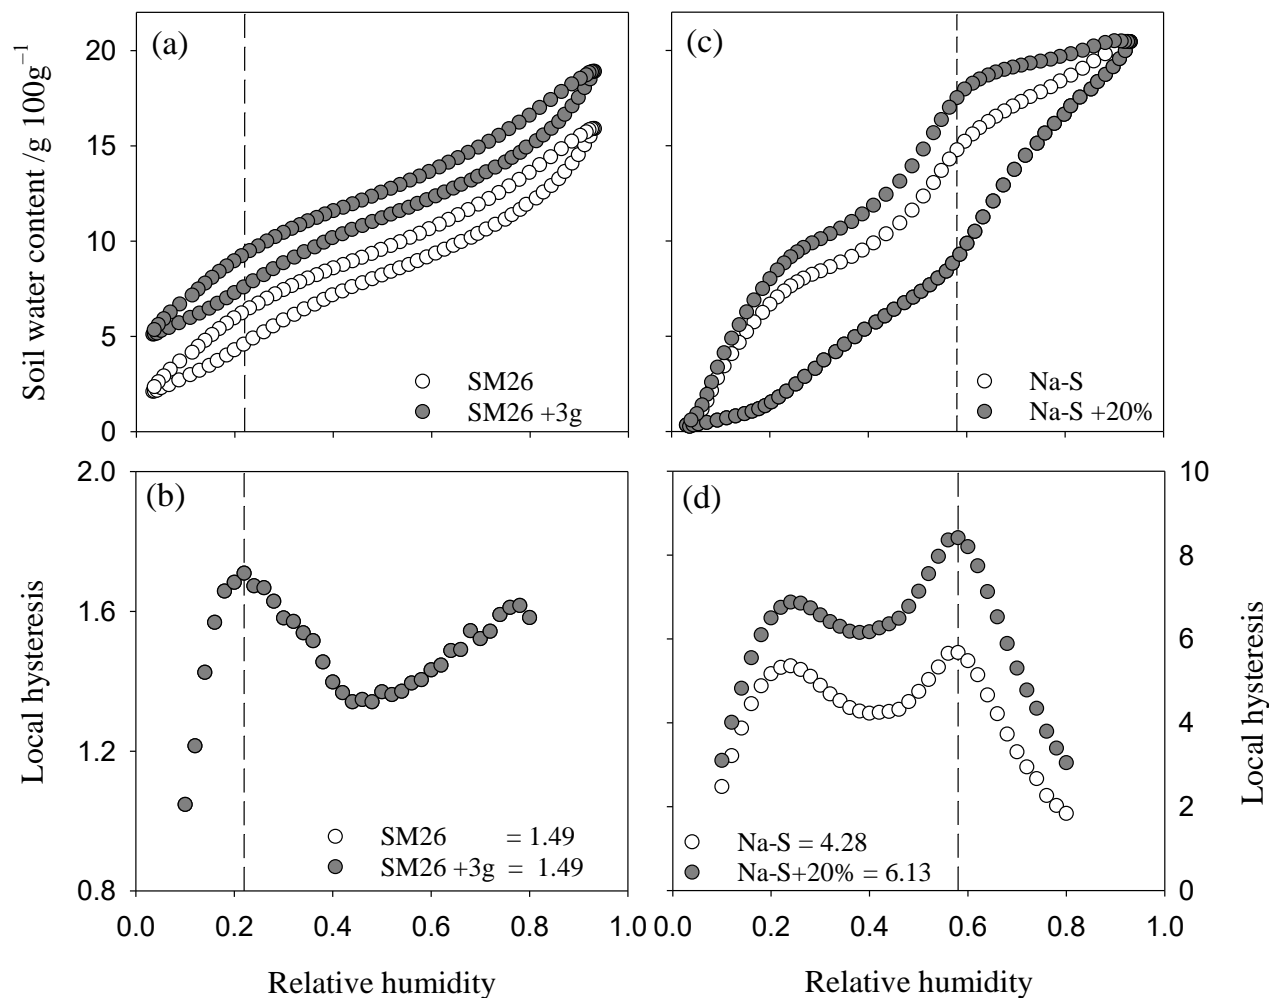 (a)
(c)
20
15
10
5
0
Soil water content /g 100g⁻¹
SM26
SM26 +3g
Na-S
Na-S +20%
(b)
(d)
2.0
1.6
1.2
0.8
Local hysteresis
SM26 = 1.49
SM26 +3g = 1.49
Na-S = 4.28
Na-S+20% = 6.13
10
8
6
4
2
0
Local hysteresis
0.0 0.2 0.4 0.6 0.8 1.0
0.0 0.2 0.4 0.6 0.8 1.0
Relative humidity
Relative humidity